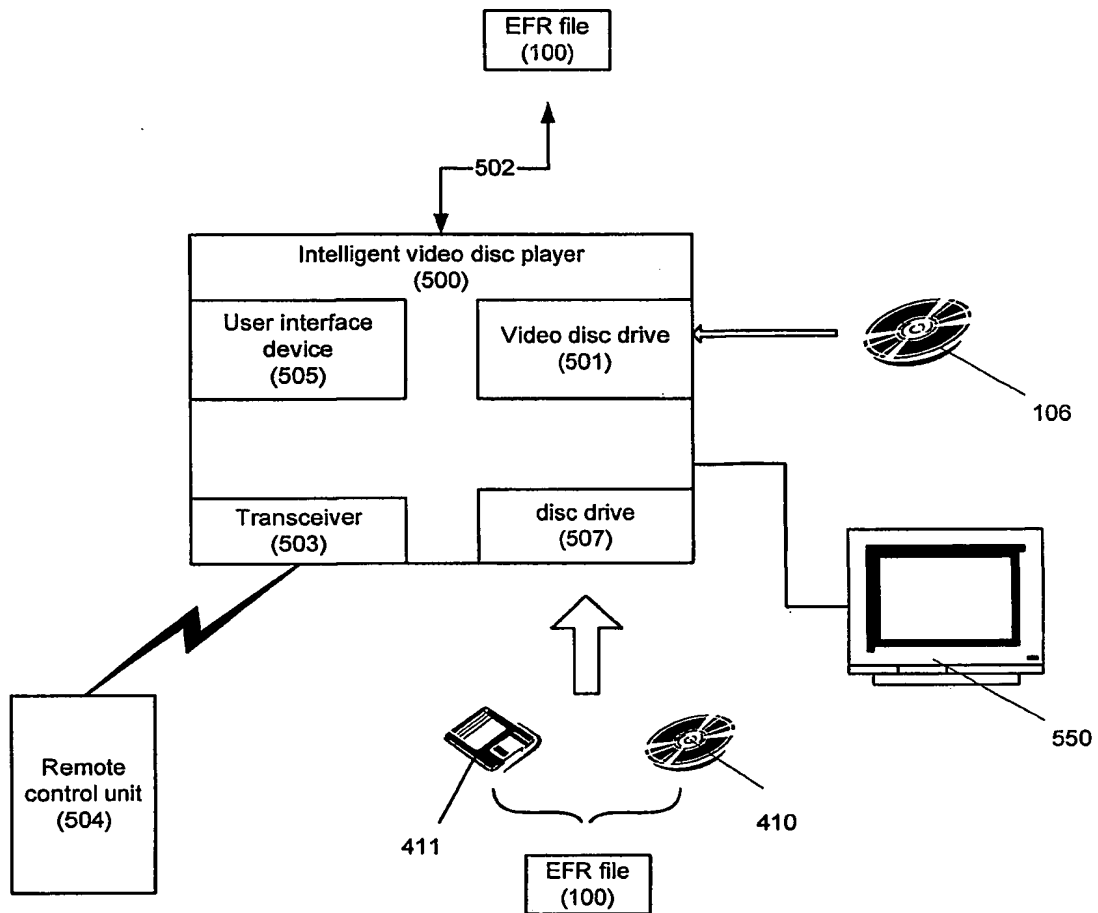 EFR file
(100)
502
Intelligent video disc player
(500)
User interface
device
(505)
Video disc drive
(501)
106
Transceiver
(503)
disc drive
(507)
550
Remote
control unit
(504)
411
410
EFR file
(100)